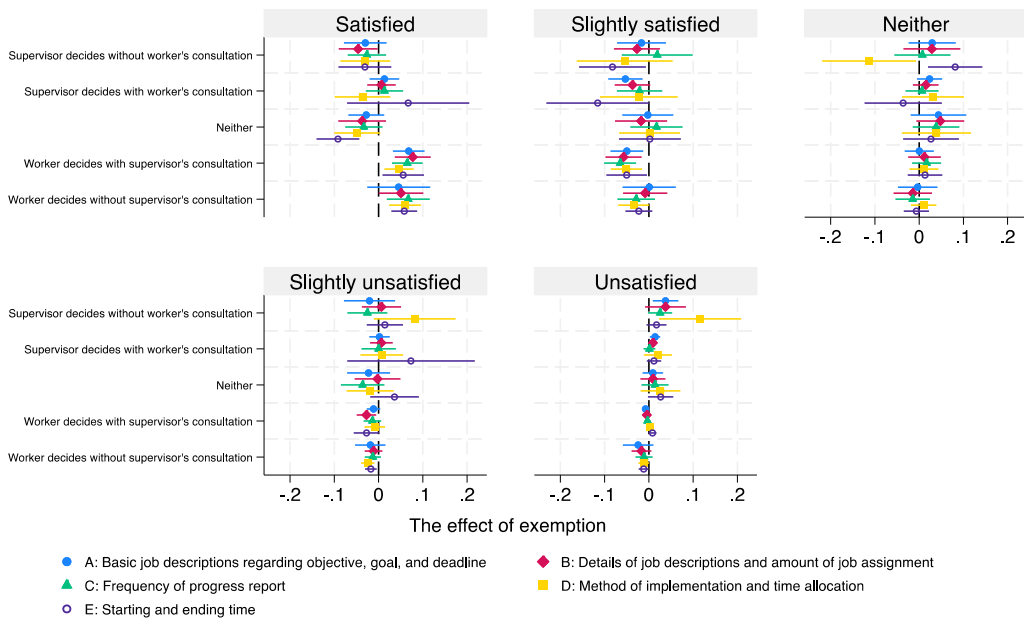 Satisfied
Slightly satisfied
Neither
Supervisor decides without worker's consultation
Supervisor decides with worker's consultation
Neither
Worker decides with supervisor's consultation
Worker decides without supervisor's consultation
-.2 -.1 0 .1 .2
Slightly unsatisfied
Unsatisfied
Supervisor decides without worker's consultation
Supervisor decides with worker's consultation
Neither
Worker decides with supervisor's consultation
Worker decides without supervisor's consultation
-.2 -.1 0 .1 .2
-.2 -.1 0 .1 .2
The effect of exemption
A: Basic job descriptions regarding objective, goal, and deadline
B: Details of job descriptions and amount of job assignment
C: Frequency of progress report
D: Method of implementation and time allocation
E: Starting and ending time